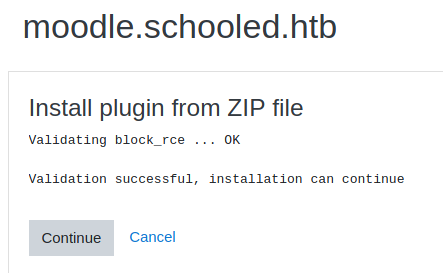 moodle.schooled.htb
Install plugin from ZIP file
Validating block_rce ... OK
Validation successful, installation can continue
Continue Cancel